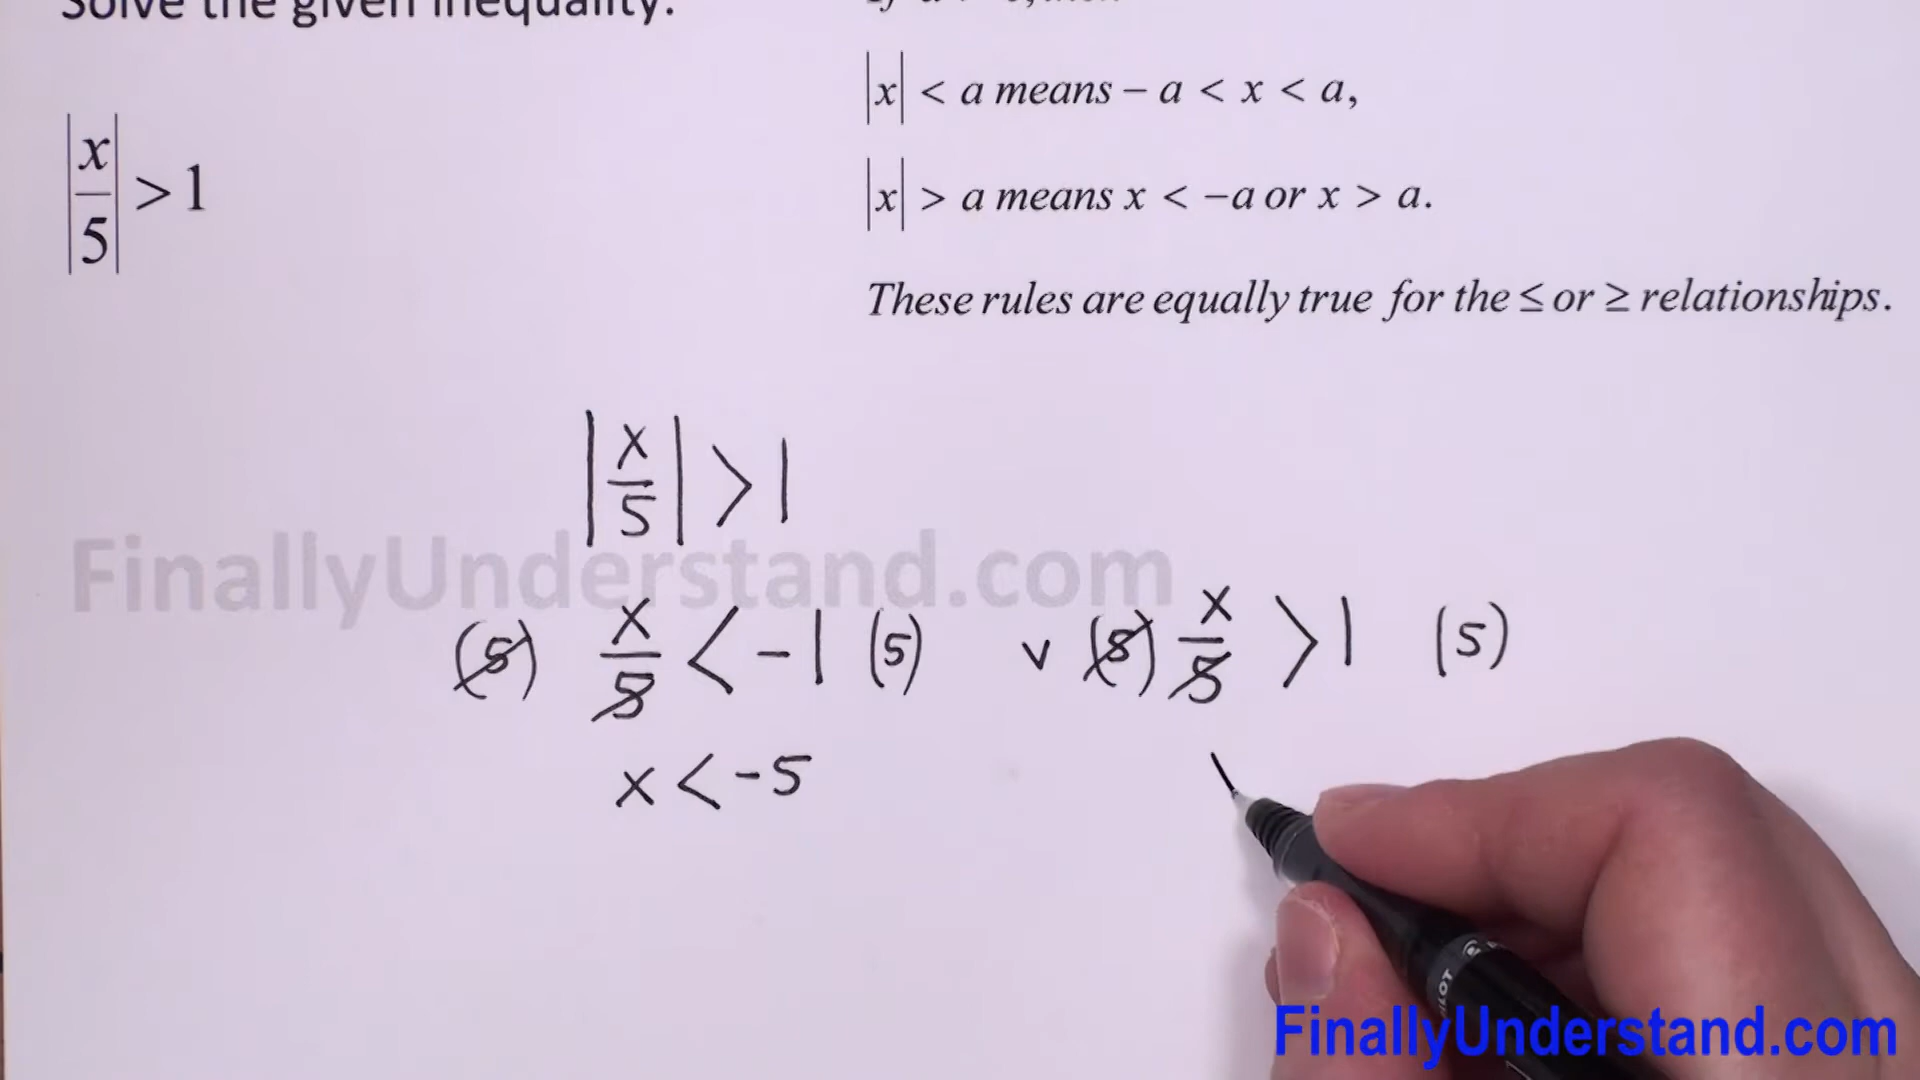 Solve the given inequality.
|x/5| > 1
|x| < a means – a < x < a,
|x| > a means x < –a or x > a.
These rules are equally true for the ≤ or ≥ relationships.
|x/5| > 1
FinallyUnderstand.com
(5) x/5 < -1 (5) v (5) x/5 > 1 (5)
x < -5
FinallyUnderstand.com